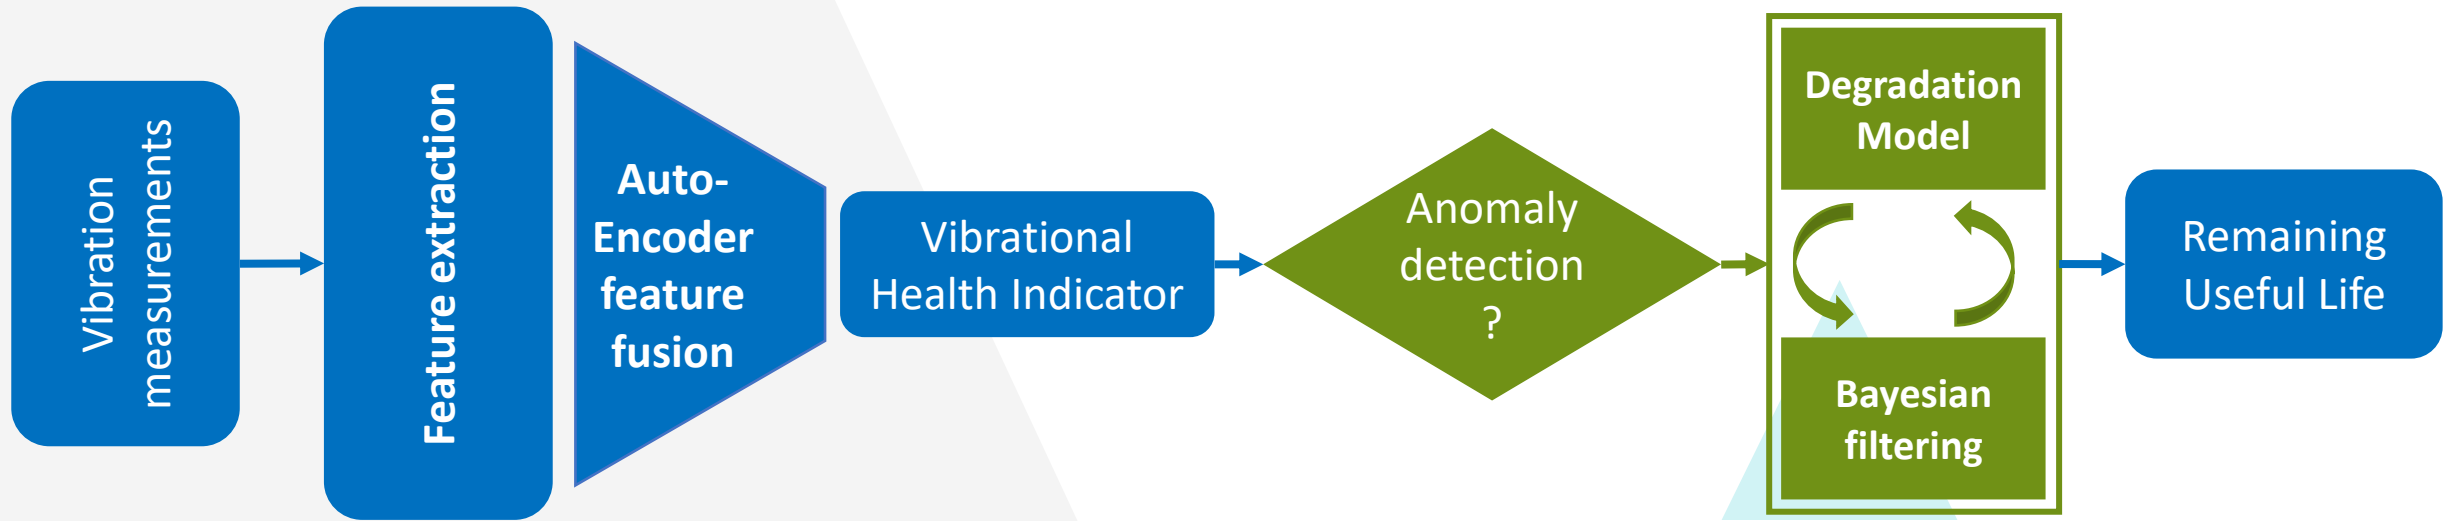 Vibration
measurements
Feature extraction
Auto-
Encoder
feature
fusion
Vibrational
Health Indicator
Anomaly
detection
?
Degradation
Model
Bayesian
filtering
Remaining
Useful Life